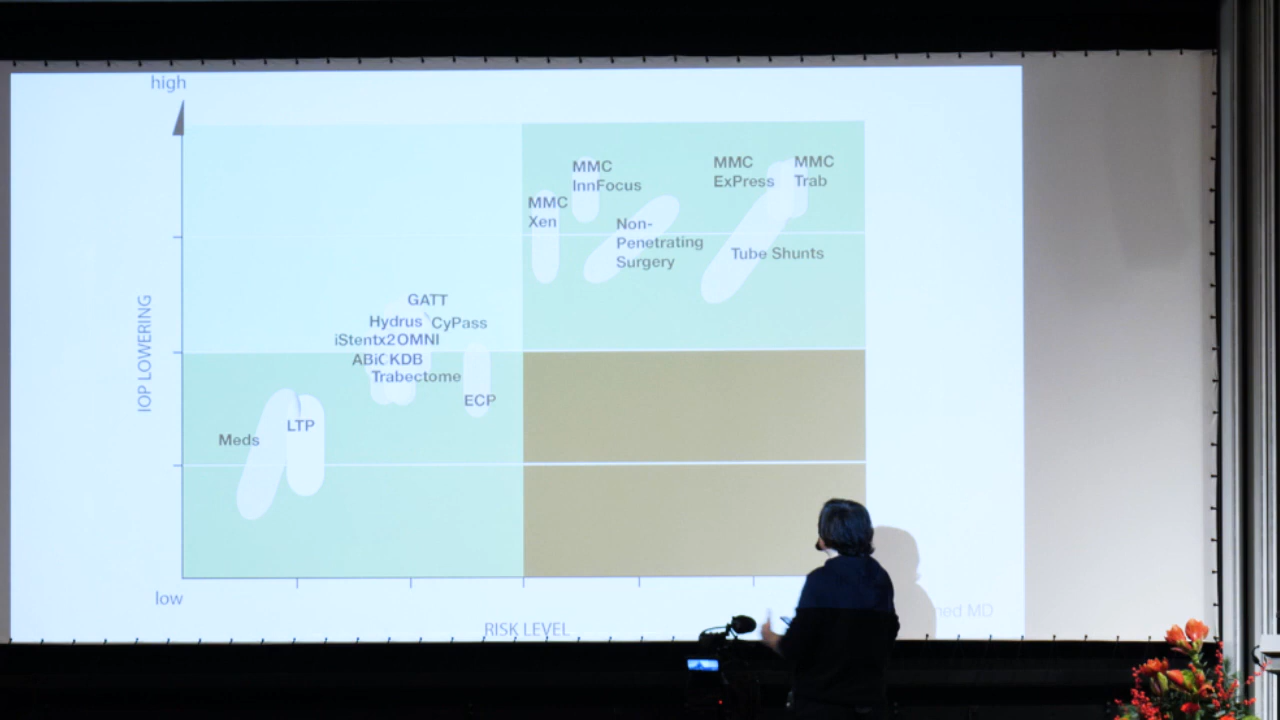 high
MMC
InnFocus
MMC
ExPress
MMC
Trab
MMC
Xen
Non-
Penetrating
Surgery
Tube Shunts
GATT
Hydrus CyPass
iStentx2 OMNI
ABiC KDB
Trabectome
ECP
LTP
Meds
IOP LOWERING
low
RISK LEVEL
MD